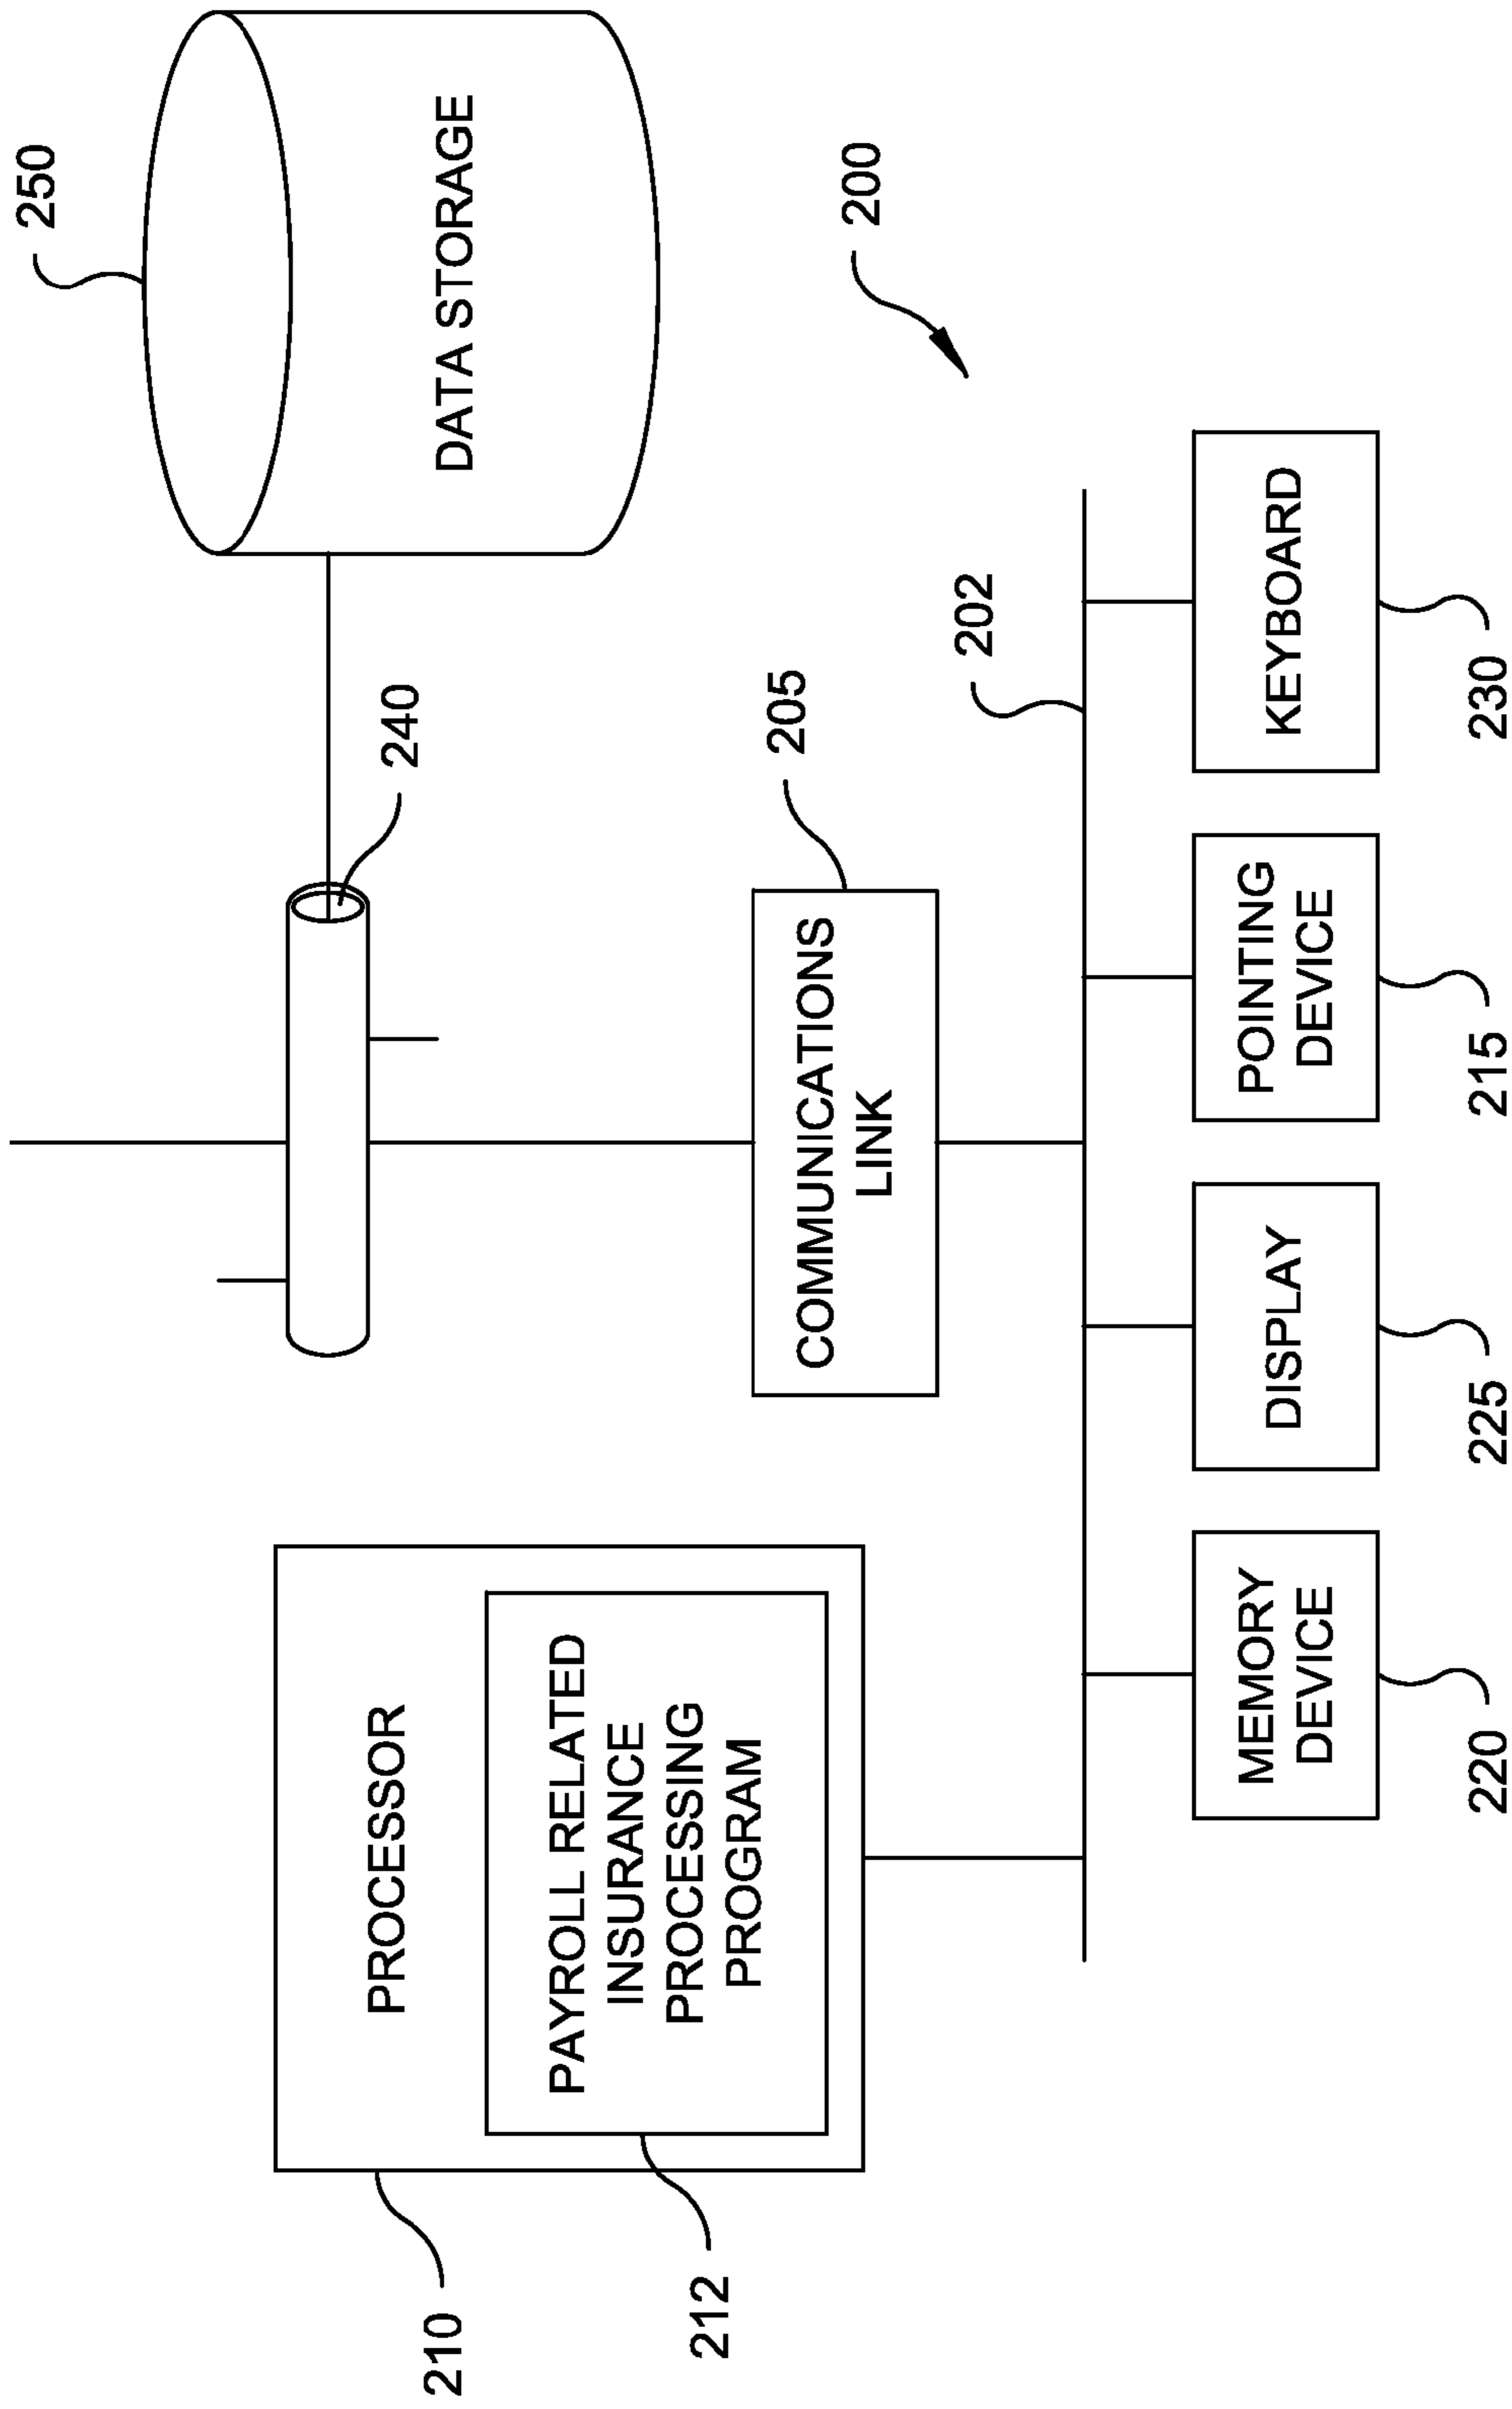 250
DATA STORAGE
240
200
PROCESSOR
210
PAYROLL RELATED
INSURANCE
PROCESSING
PROGRAM
212
COMMUNICATIONS
LINK
205
202
MEMORY
DEVICE
220
DISPLAY
225
POINTING
DEVICE
215
KEYBOARD
230